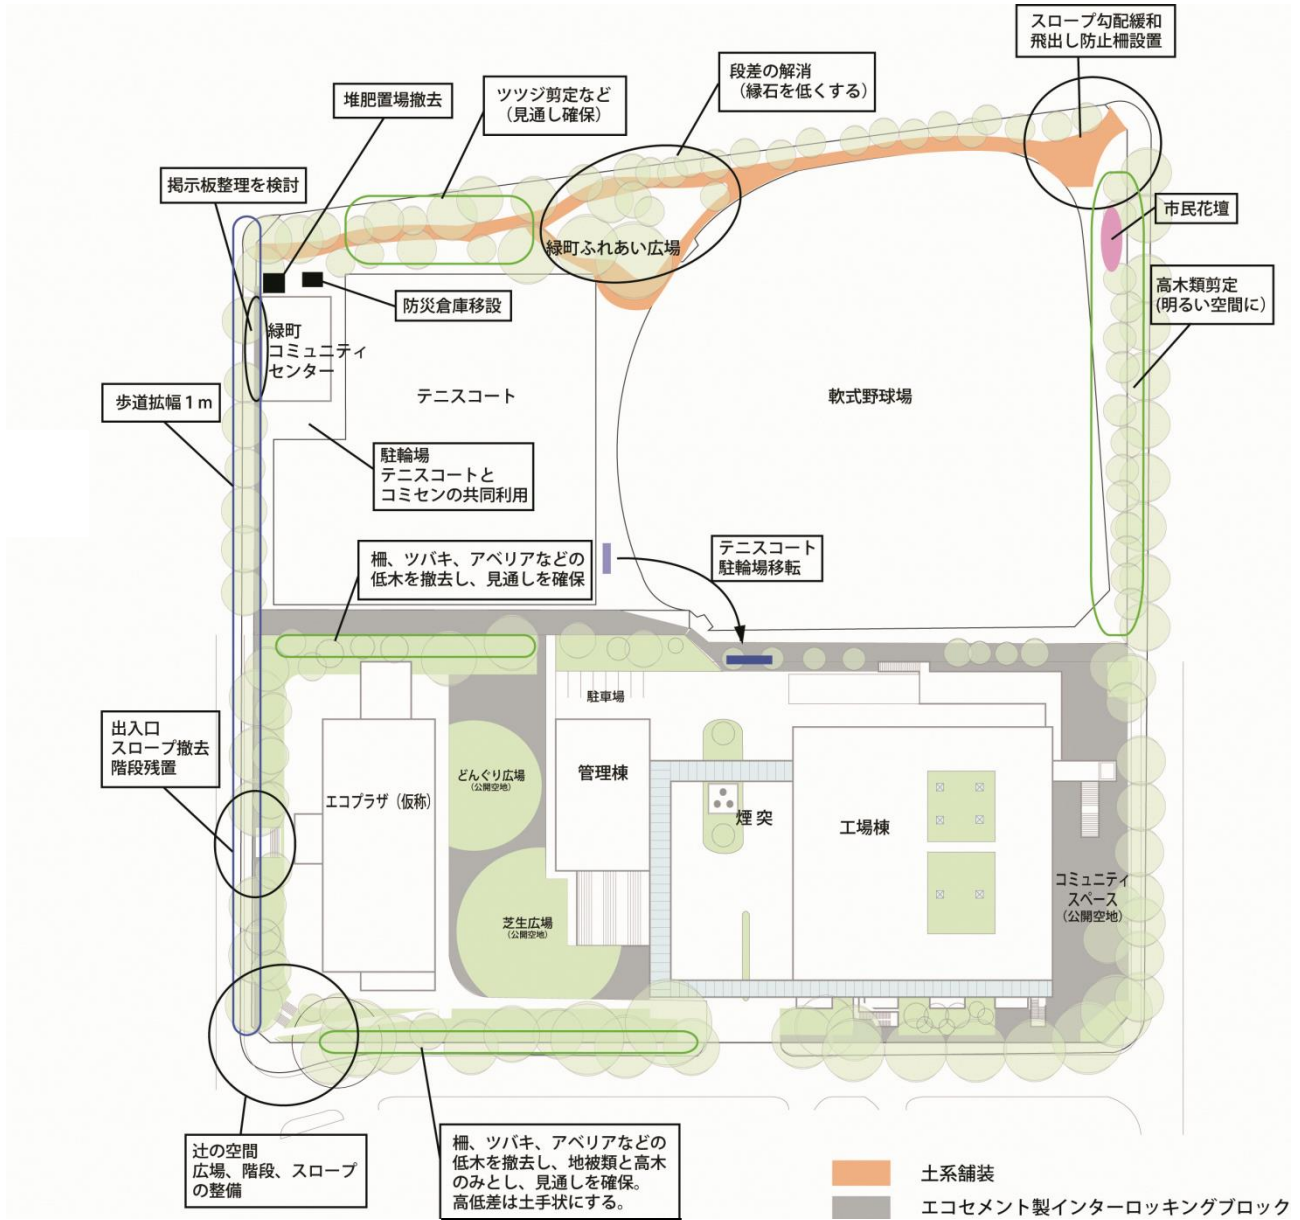 スロープ勾配緩和
飛出し防止柵設置
段差の解消
（縁石を低くする）
堆肥置場撤去
ツツジ剪定など
（見通し確保）
掲示板整理を検討
市民花壇
緑町ふれあい広場
高木類剪定
(明るい空間に)
防災倉庫移設
緑町
コミュニティ
センター
テニスコート
軟式野球場
歩道拡幅１ｍ
駐輪場
テニスコートと
コミセンの共同利用
テニスコート
駐輪場移転
柵、ツバキ、アベリアなどの
低木を撤去し、見通しを確保
駐車場
出入口
スロープ撤去
階段残置
どんぐり広場
（公開空地）
管理棟
エコプラザ（仮称）
煙突
工場棟
コミュニティ
スペース
（公開空地）
芝生広場
（公開空地）
辻の空間
広場、階段、スロープ
の整備
柵、ツバキ、アベリアなどの
低木を撤去し、地被類と高木
のみとし、見通しを確保。
高低差は土手状にする。
土系舗装
エコセメント製インターロッキングブロック